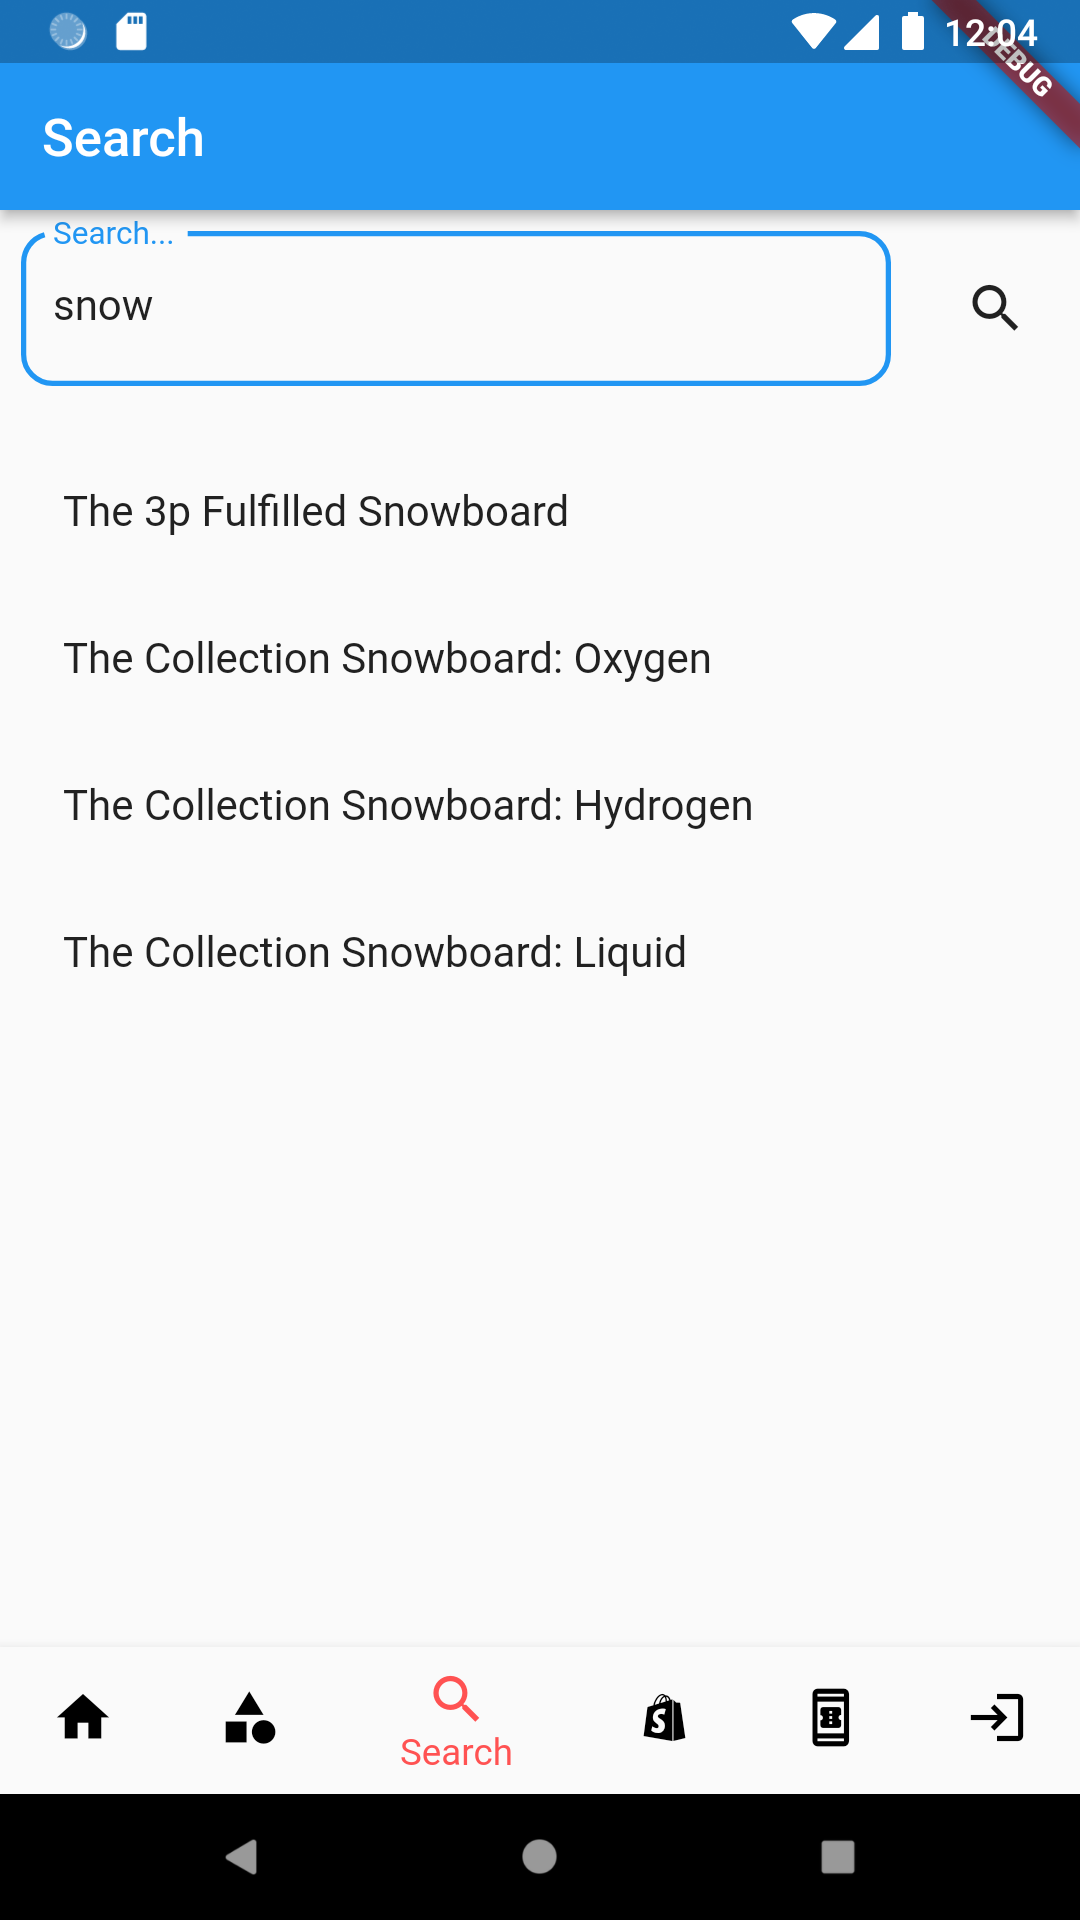 12:04
DEBUG
Search
Search...
snow
The 3p Fulfilled Snowboard
The Collection Snowboard: Oxygen
The Collection Snowboard: Hydrogen
The Collection Snowboard: Liquid
Search